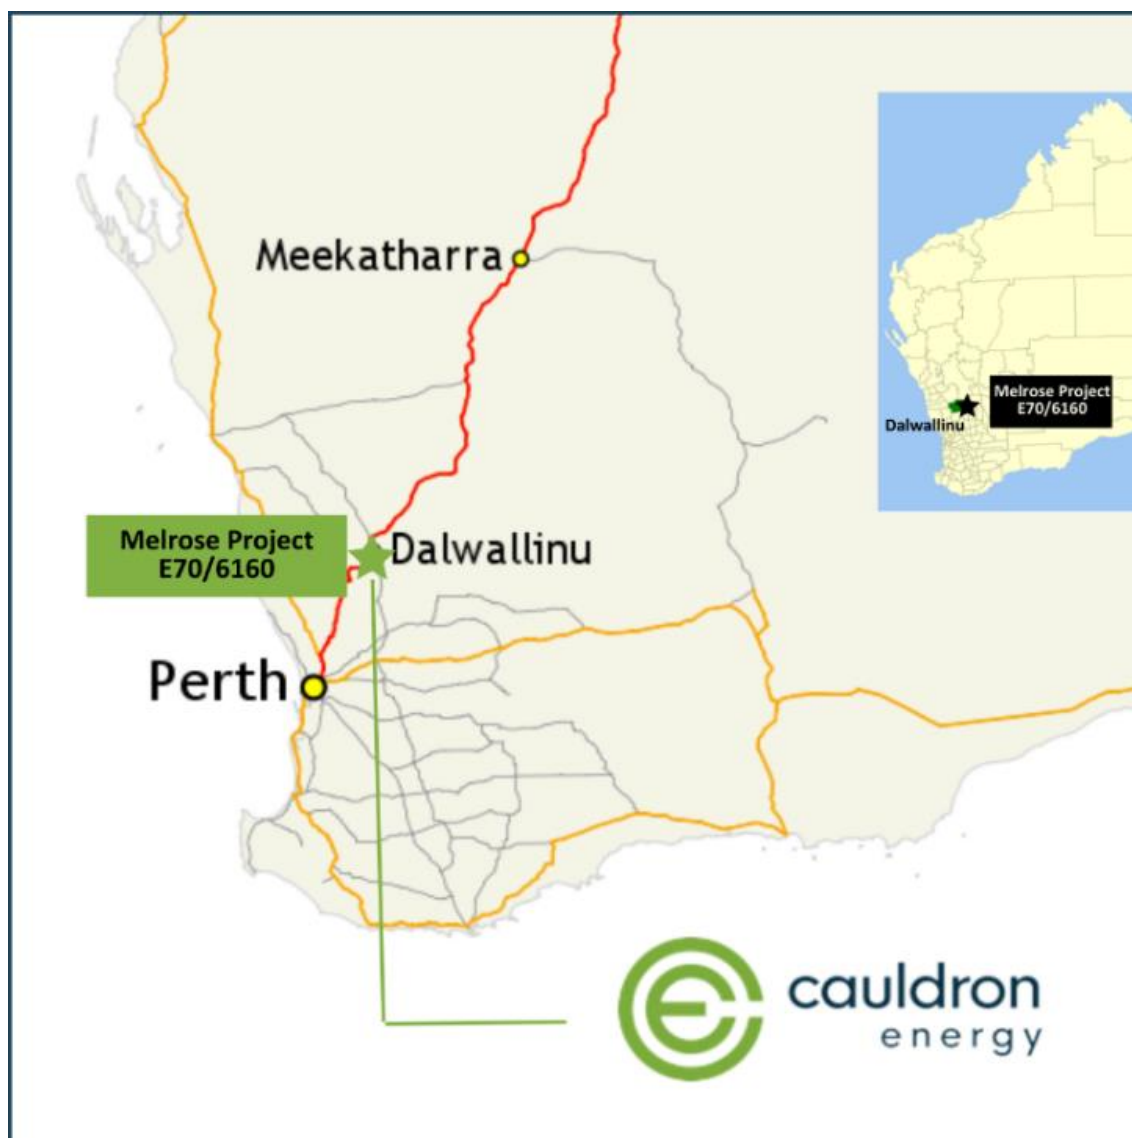 Meekatharra
Melrose Project
E70/6160
Dalwallinu
Melrose Project
E70/6160
Dalwallinu
Perth
cauldron
energy